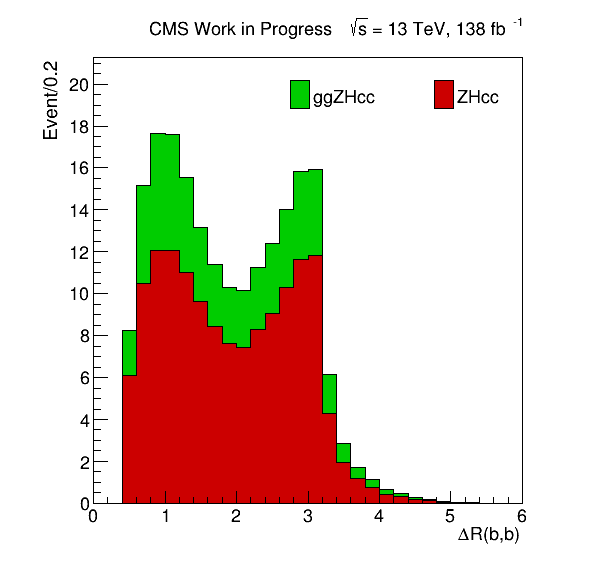 CMS Work in Progress √s = 13 TeV, 138 fb⁻¹
Event/0.2
ggZHcc ZHcc
20
18
16
14
12
10
8
6
4
2
0
0 1 2 3 4 5 6
ΔR(b,b)